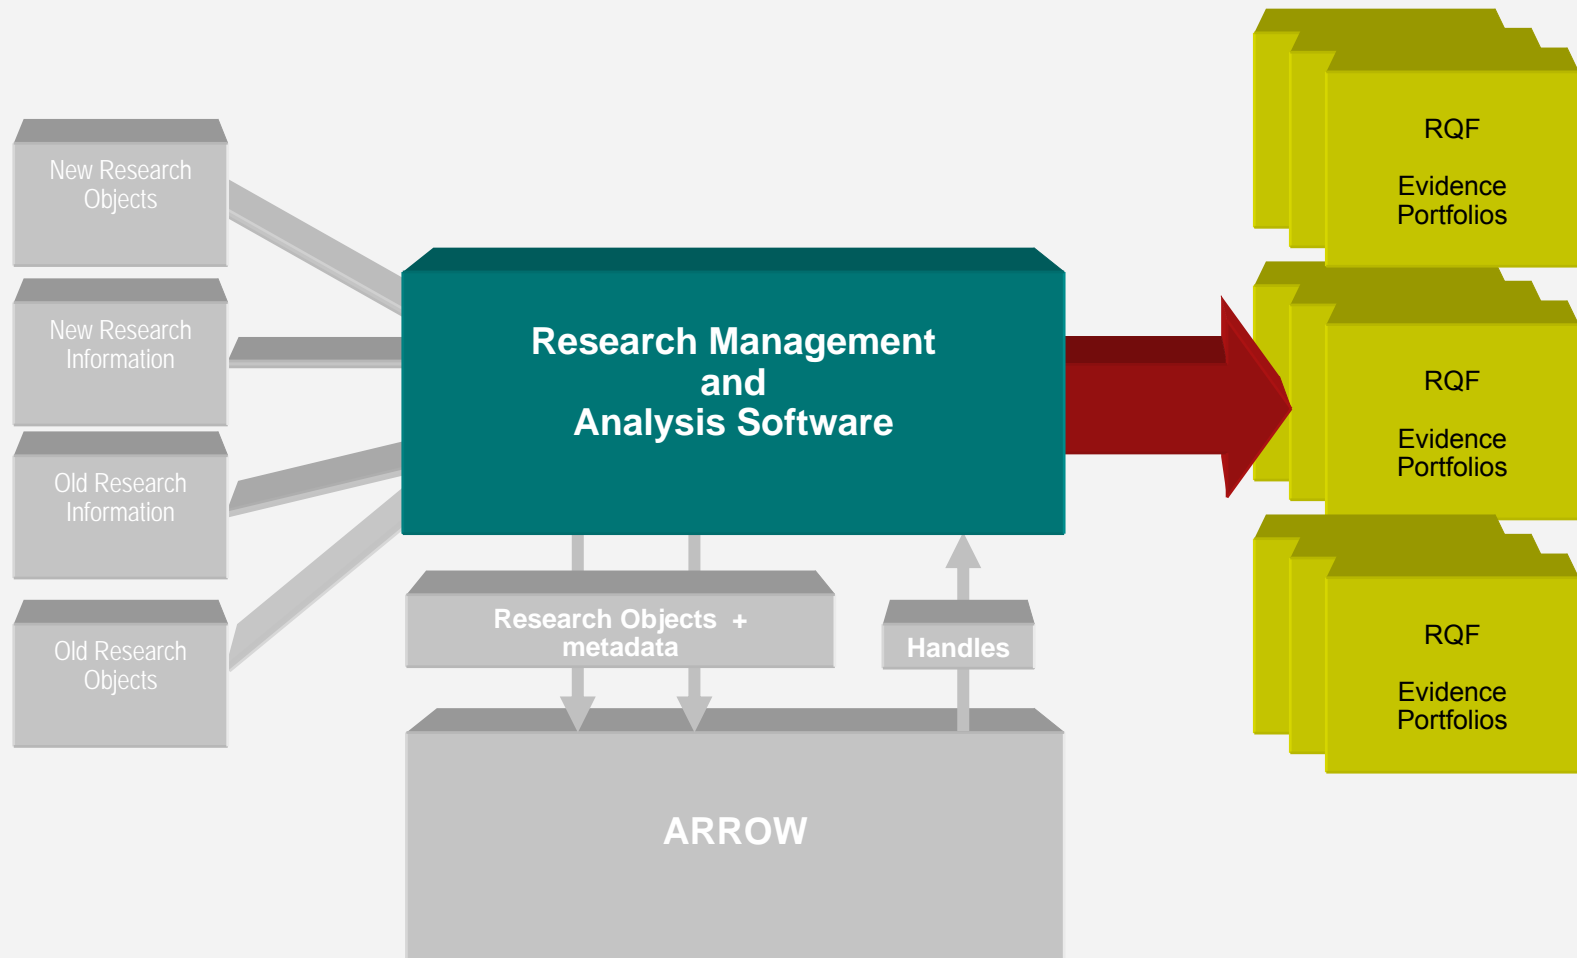 New Research
Objects
New Research
Information
Old Research
Information
Old Research
Objects
Research Management
and
Analysis Software
Research Objects +
metadata
Handles
ARROW
RQF
Evidence
Portfolios
RQF
Evidence
Portfolios
RQF
Evidence
Portfolios